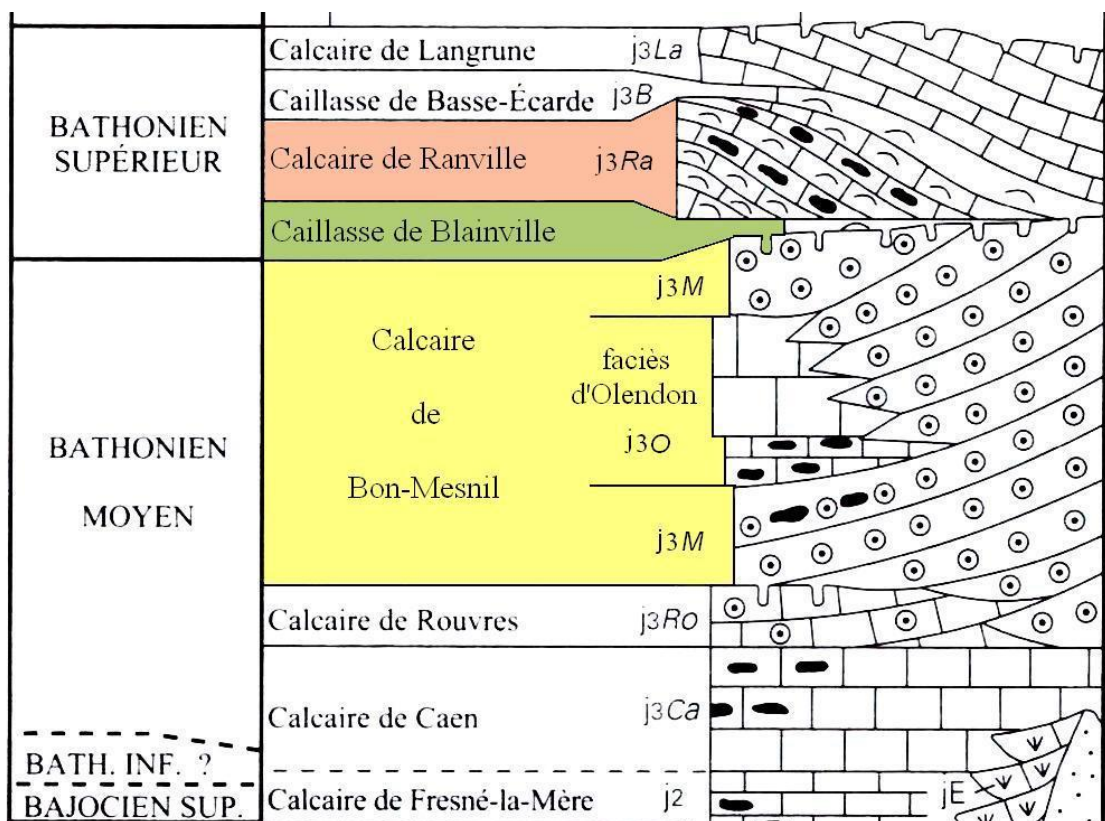 BATHONIEN
SUPÉRIEUR
Calcaire de Langrune j3La
Caillasse de Basse-Écarde j3B
Calcaire de Ranville j3Ra
Caillasse de Blainville
BATHONIEN
MOYEN
j3M
Calcaire
de
Bon-Mesnil
faciès
d'Olendon
j3O
j3M
Calcaire de Rouvres j3Ro
Calcaire de Caen j3Ca
BATH. INF. ?
BAJOCIEN SUP.
Calcaire de Fresné-la-Mère j2
jE